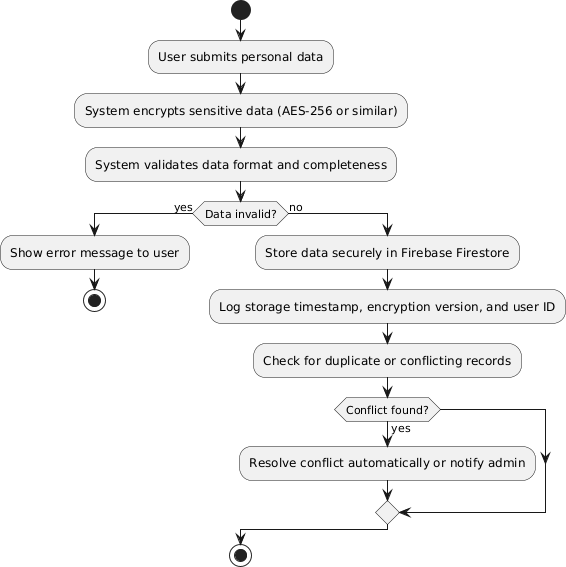 User submits personal data
System encrypts sensitive data (AES-256 or similar)
System validates data format and completeness
yes
Data invalid?
no
Show error message to user
Store data securely in Firebase Firestore
Log storage timestamp, encryption version, and user ID
Check for duplicate or conflicting records
Conflict found?
yes
Resolve conflict automatically or notify admin